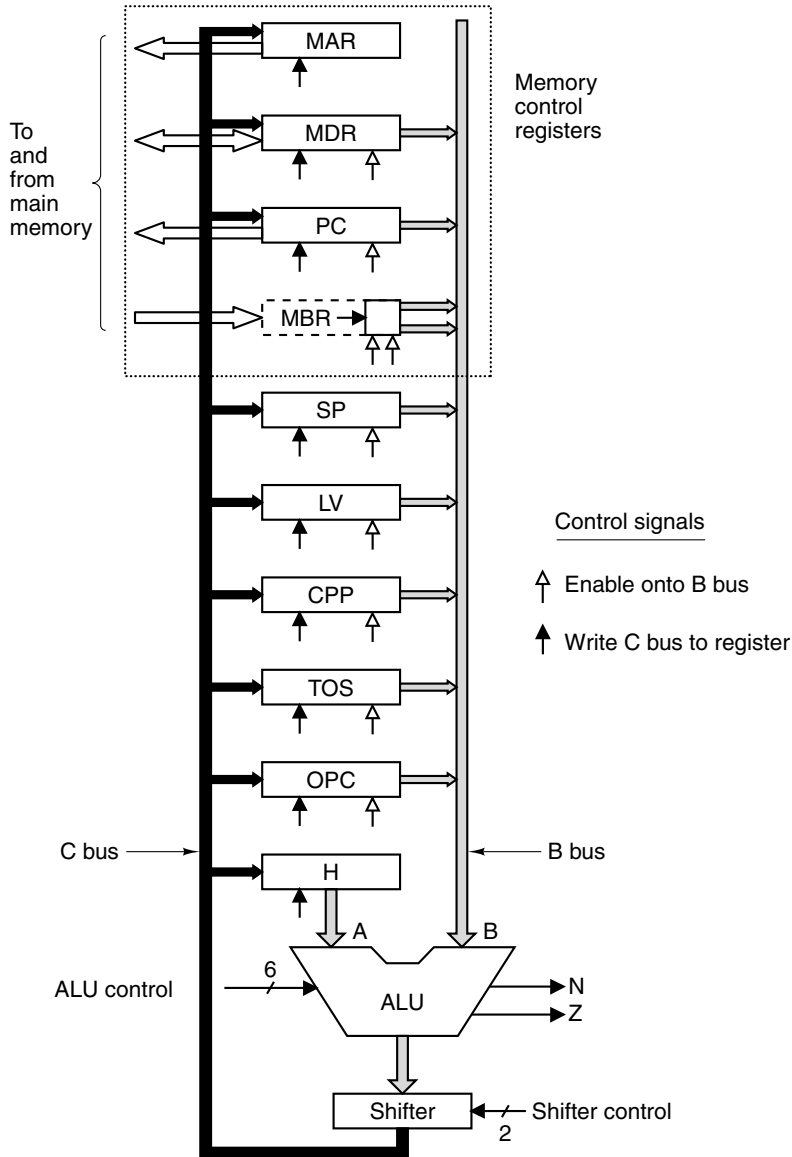 MAR
Memory
control
registers
To
and
from
main
memory
MDR
PC
MBR
SP
LV
Control signals
CPP
Enable onto B bus
Write C bus to register
TOS
OPC
C bus
B bus
H
A
B
6
ALU control
ALU
N
Z
Shifter
Shifter control
2